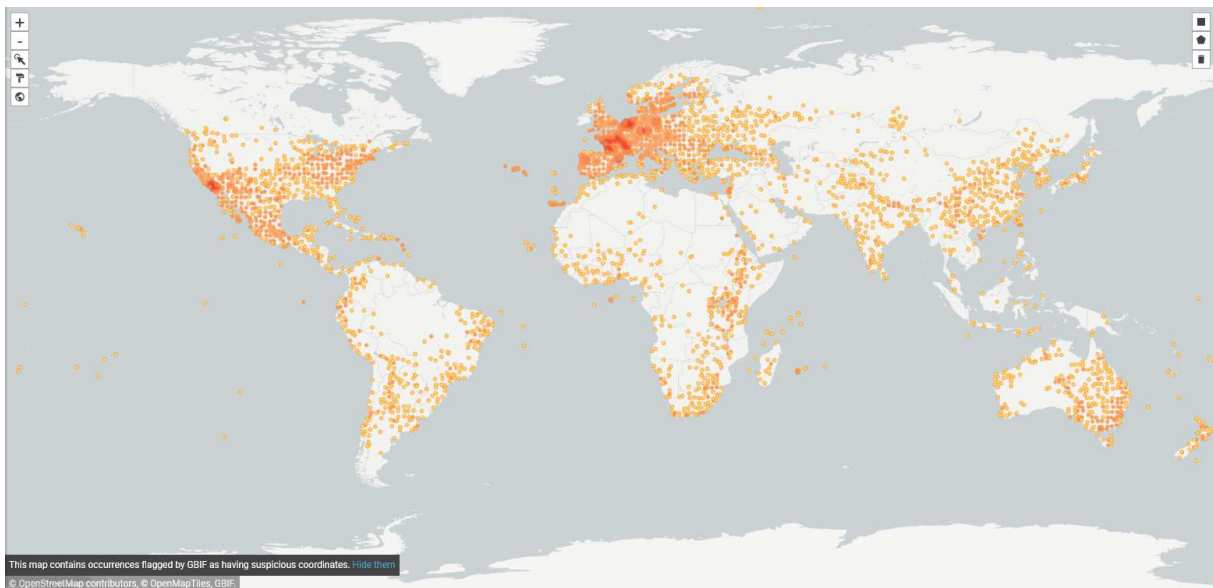 +
-
This map contains occurrences flagged by GBIF as having suspicious coordinates. Hide them
© OpenStreetMap contributors, © OpenMapTiles, GBIF.